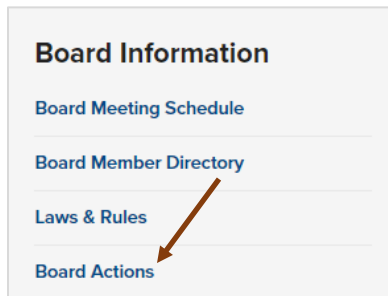 Board Information
Board Meeting Schedule
Board Member Directory
Laws & Rules
Board Actions